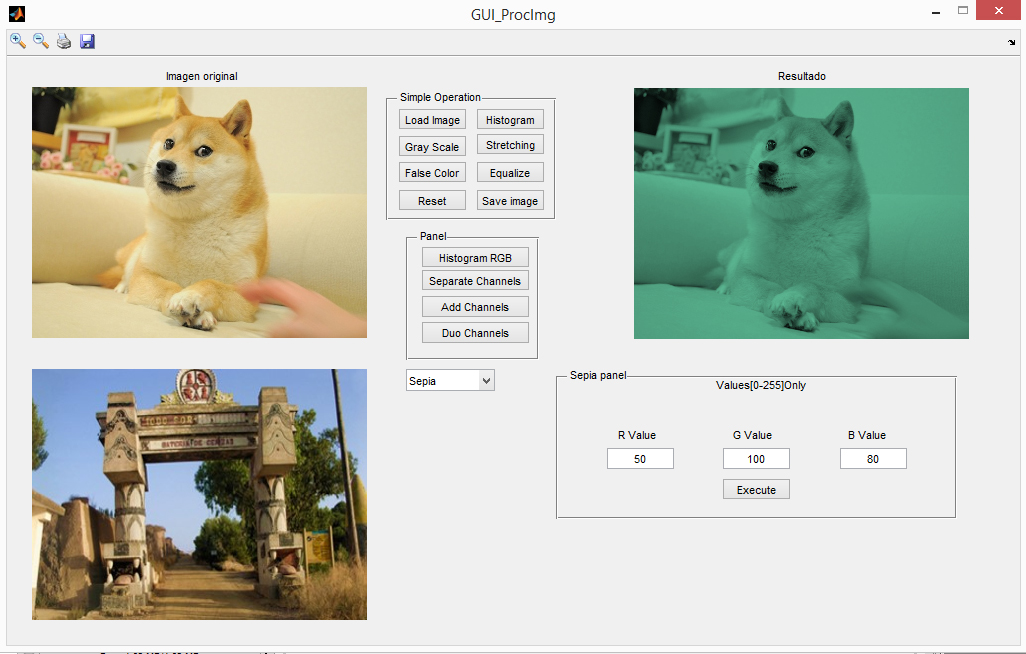 GUI_ProcImg
Imagen original
Resultado
Simple Operation
Load Image
Histogram
Gray Scale
Stretching
False Color
Equalize
Reset
Save image
Panel
Histogram RGB
Separate Channels
Add Channels
Duo Channels
Sepia
Sepia panel
Values[0-255]Only
R Value
G Value
B Value
50
100
80
Execute